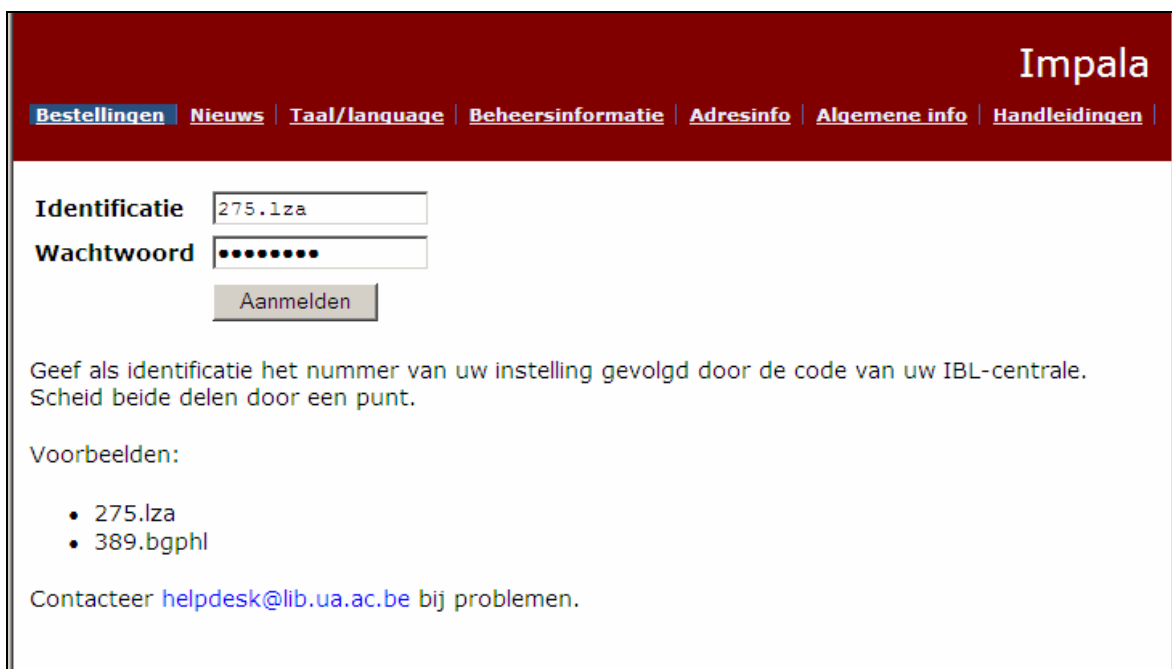 Impala
Bestellingen | Nieuws | Taal/language | Beheersinformatie | Adresinfo | Algemene info | Handleidingen |
Identificatie 275.lza
Wachtwoord ●●●●●●●●
Aanmelden
Geef als identificatie het nummer van uw instelling gevolgd door de code van uw IBL-centrale.
Scheid beide delen door een punt.
Voorbeelden:
• 275.lza
• 389.bgphl
Contacteer helpdesk@lib.ua.ac.be bij problemen.